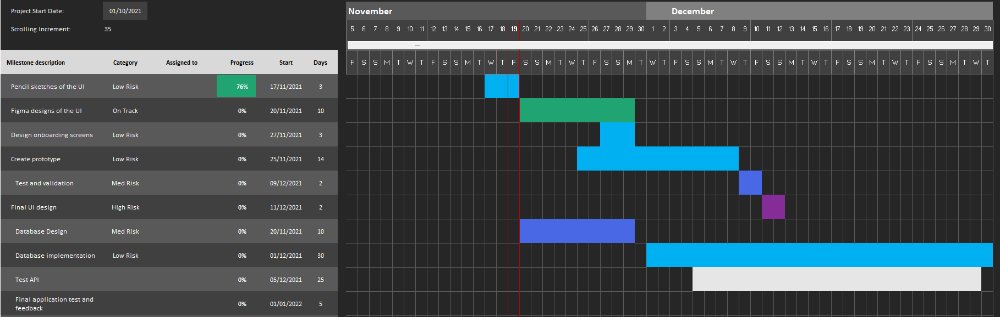 Project Start Date: 01/10/2021
November December
Scrolling Increment: 35
5 6 7 8 9 10 11 12 13 14 15 16 17 18 19 20 21 22 23 24 25 26 27 28 29 30 1 2 3 4 5 6 7 8 9 10 11 12 13 14 15 16 17 18 19 20 21 22 23 24 25 26 27 28 29 30
Milestone description Category Assigned to Progress Start Days
F S S M T W T F S S M T W T F S S M T W T F S S M T W T F S S M T W T F S S M T W T F S S M T W T F S S M T W T
Pencil sketches of the UI Low Risk 76% 17/11/2021 3
Figma designs of the UI On Track 0% 20/11/2021 10
Design onboarding screens Low Risk 0% 27/11/2021 3
Create prototype Low Risk 0% 25/11/2021 14
Test and validation Med Risk 0% 09/12/2021 2
Final UI design High Risk 0% 11/12/2021 2
Database Design Med Risk 0% 20/11/2021 10
Database implementation Low Risk 0% 01/12/2021 30
Test API 0% 05/12/2021 25
Final application test and
feedback 0% 01/01/2022 5